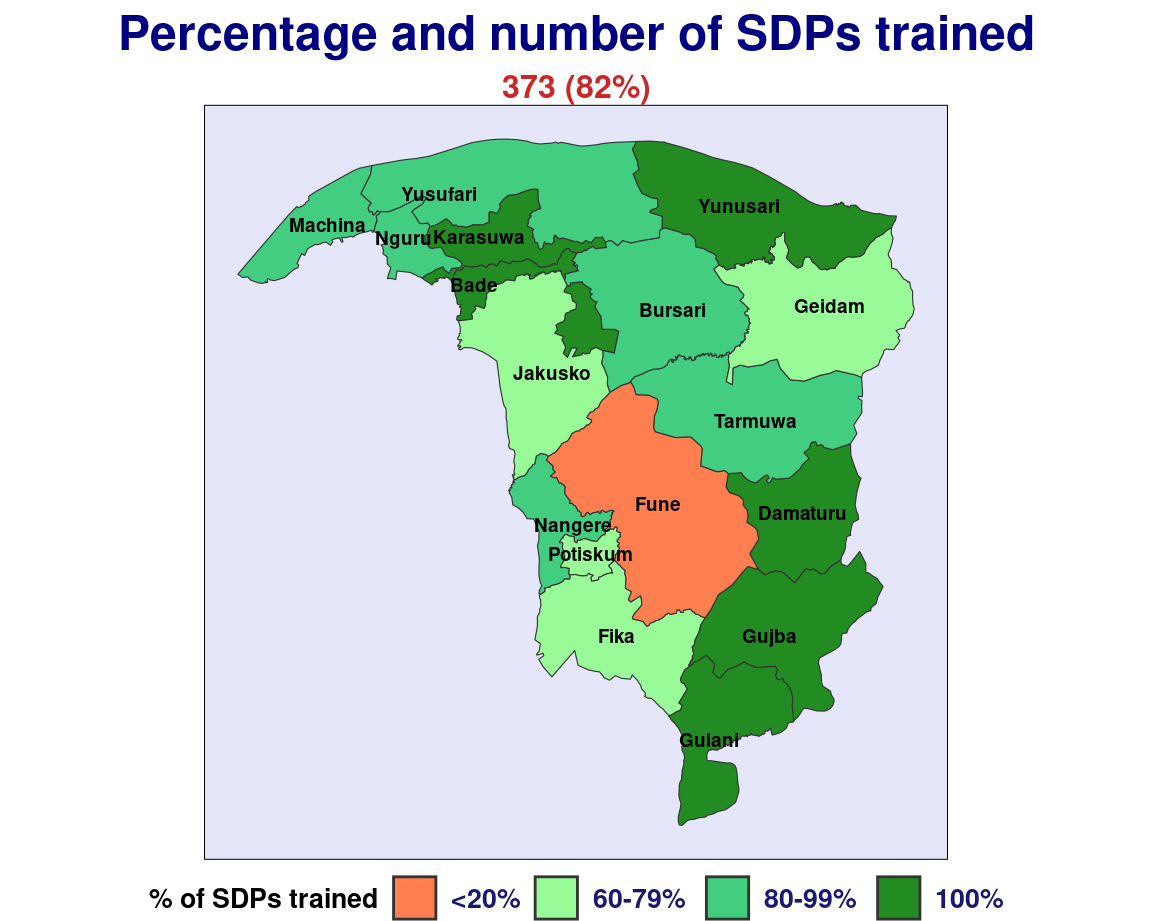 Percentage and number of SDPs trained
373 (82%)
Yusufari
Yunusari
Machina
Nguru
Karasuwa
Bade
Bursari
Geidam
Jakusko
Tarmuwa
Fune
Damaturu
Nangere
Potiskum
Fika
Gujba
Gulani
% of SDPs trained <20% 60-79% 80-99% 100%